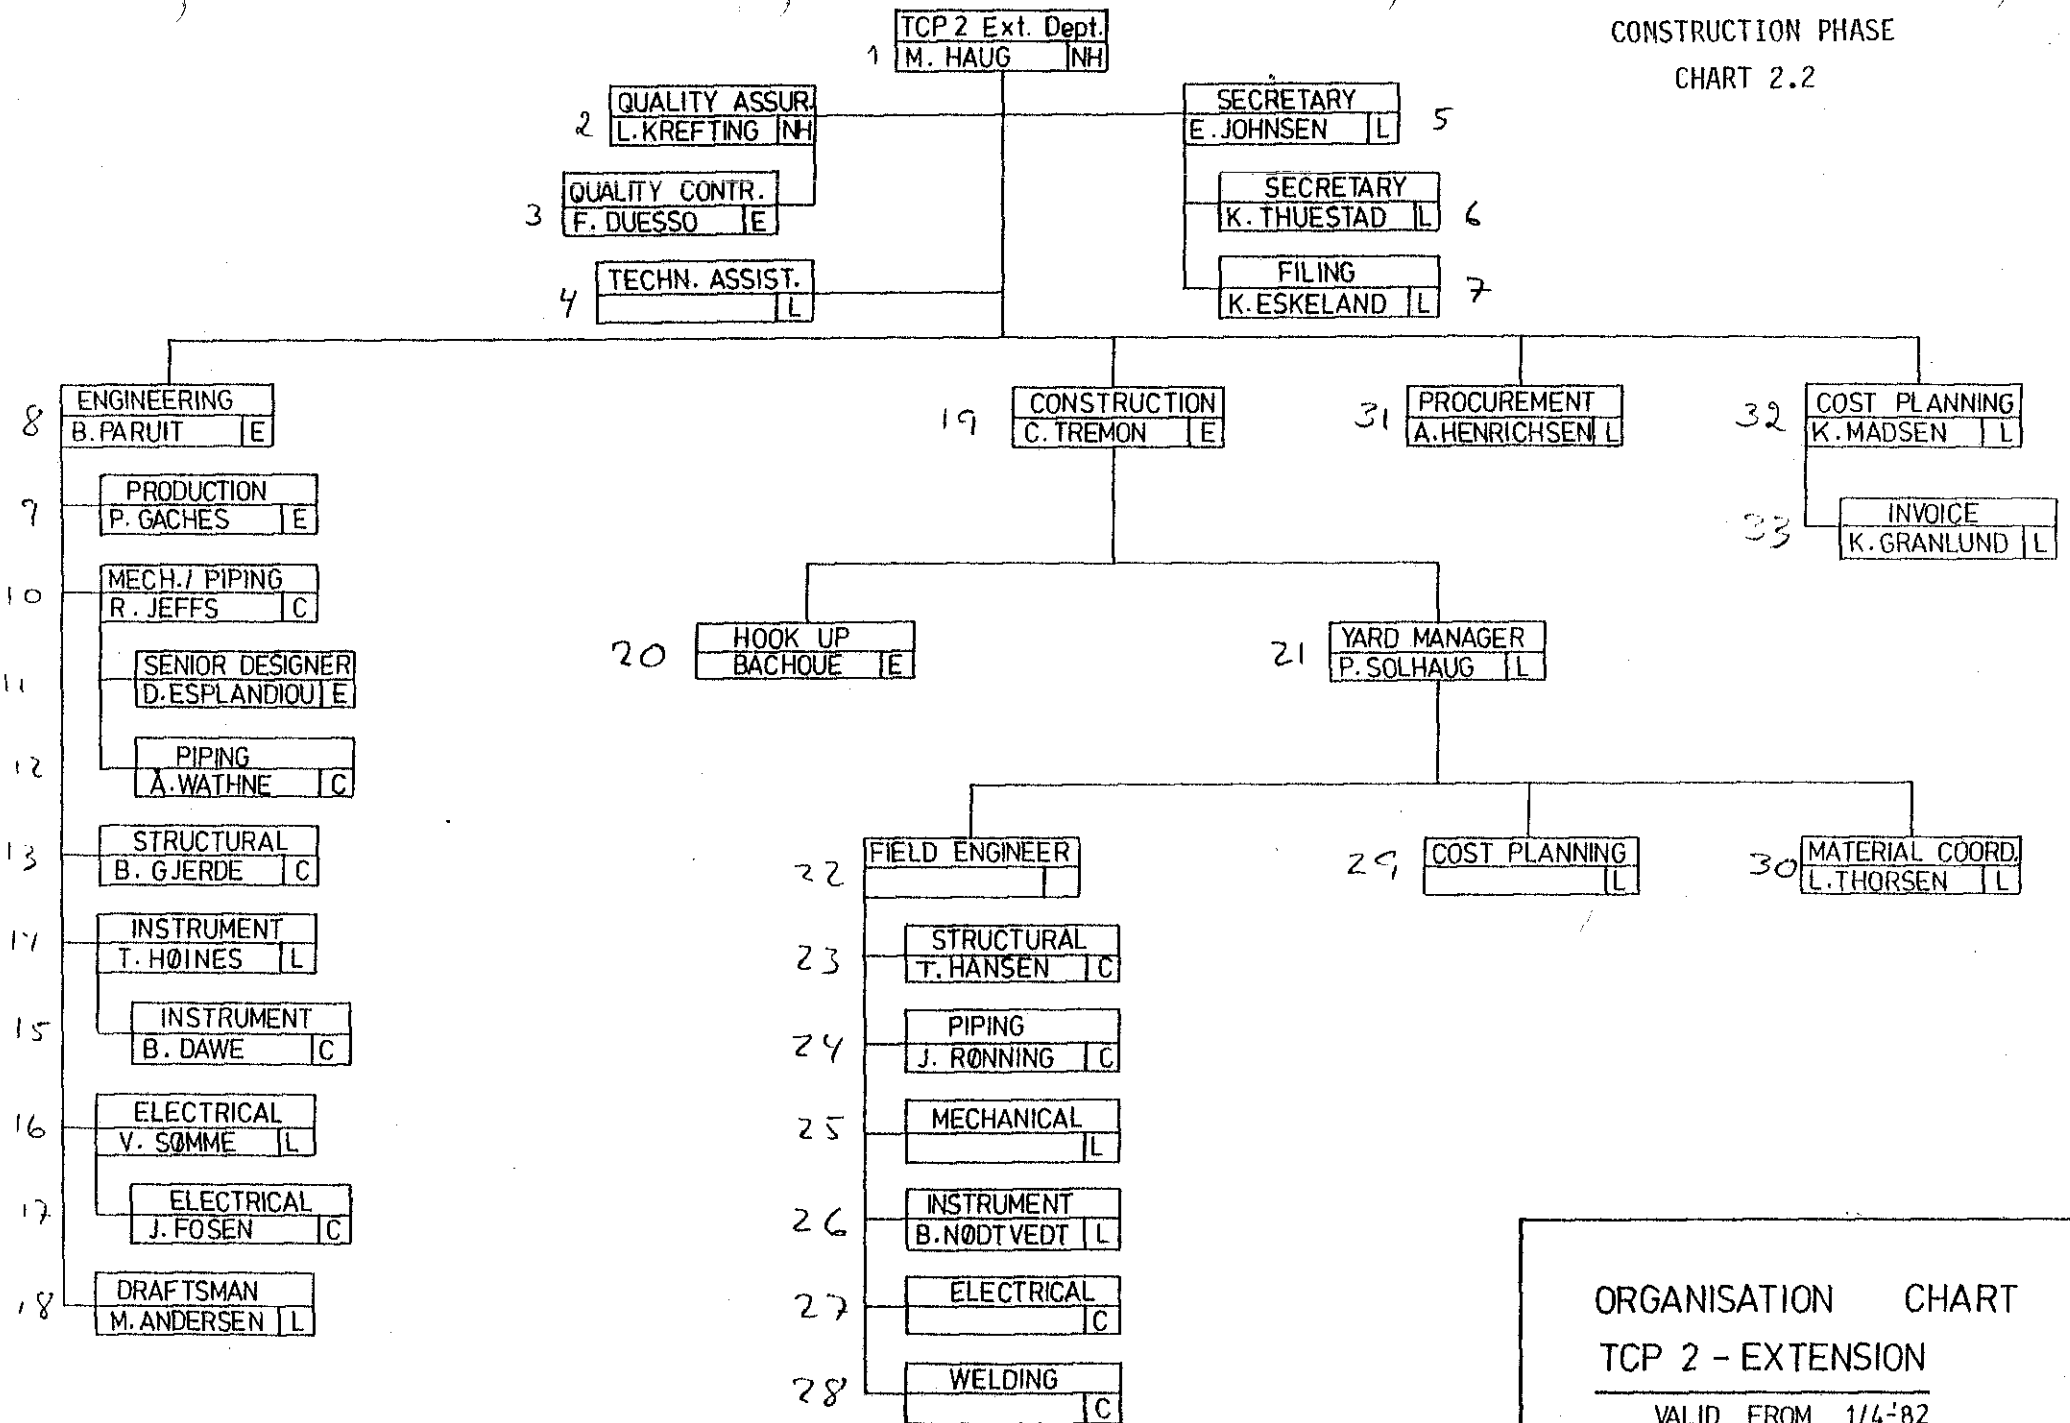 CONSTRUCTION PHASE
CHART 2.2
1
TCP 2 Ext. Dept.
M. HAUG NH
2
QUALITY ASSUR.
L.KREFTING NH
3
QUALITY CONTR.
F. DUESSO E
4
TECHN. ASSIST.
L
SECRETARY
E.JOHNSEN L
5
SECRETARY
K.THUESTAD L
6
FILING
K.ESKELAND L
7
8
ENGINEERING
B.PARUIT E
9
PRODUCTION
P. GACHES E
10
MECH./ PIPING
R. JEFFS C
11
SENIOR DESIGNER
D.ESPLANDIOU E
12
PIPING
Å.WATHNE C
13
STRUCTURAL
B. GJERDE C
14
INSTRUMENT
T. HØINES L
15
INSTRUMENT
B. DAWE C
16
ELECTRICAL
V. SØMME L
17
ELECTRICAL
J. FOSEN C
18
DRAFTSMAN
M.ANDERSEN L
19
CONSTRUCTION
C. TREMON E
20
HOOK UP
BACHOUE E
21
YARD MANAGER
P. SOLHAUG L
22
FIELD ENGINEER
23
STRUCTURAL
T. HANSEN C
24
PIPING
J. RØNNING C
25
MECHANICAL
L
26
INSTRUMENT
B.NØDTVEDT L
27
ELECTRICAL
C
28
WELDING
C
29
COST PLANNING
L
30
MATERIAL COORD.
L.THORSEN L
31
PROCUREMENT
A.HENRICHSEN L
32
COST PLANNING
K.MADSEN L
33
INVOICE
K.GRANLUND L
ORGANISATION CHART
TCP 2 - EXTENSION
VALID FROM 1/4-'82